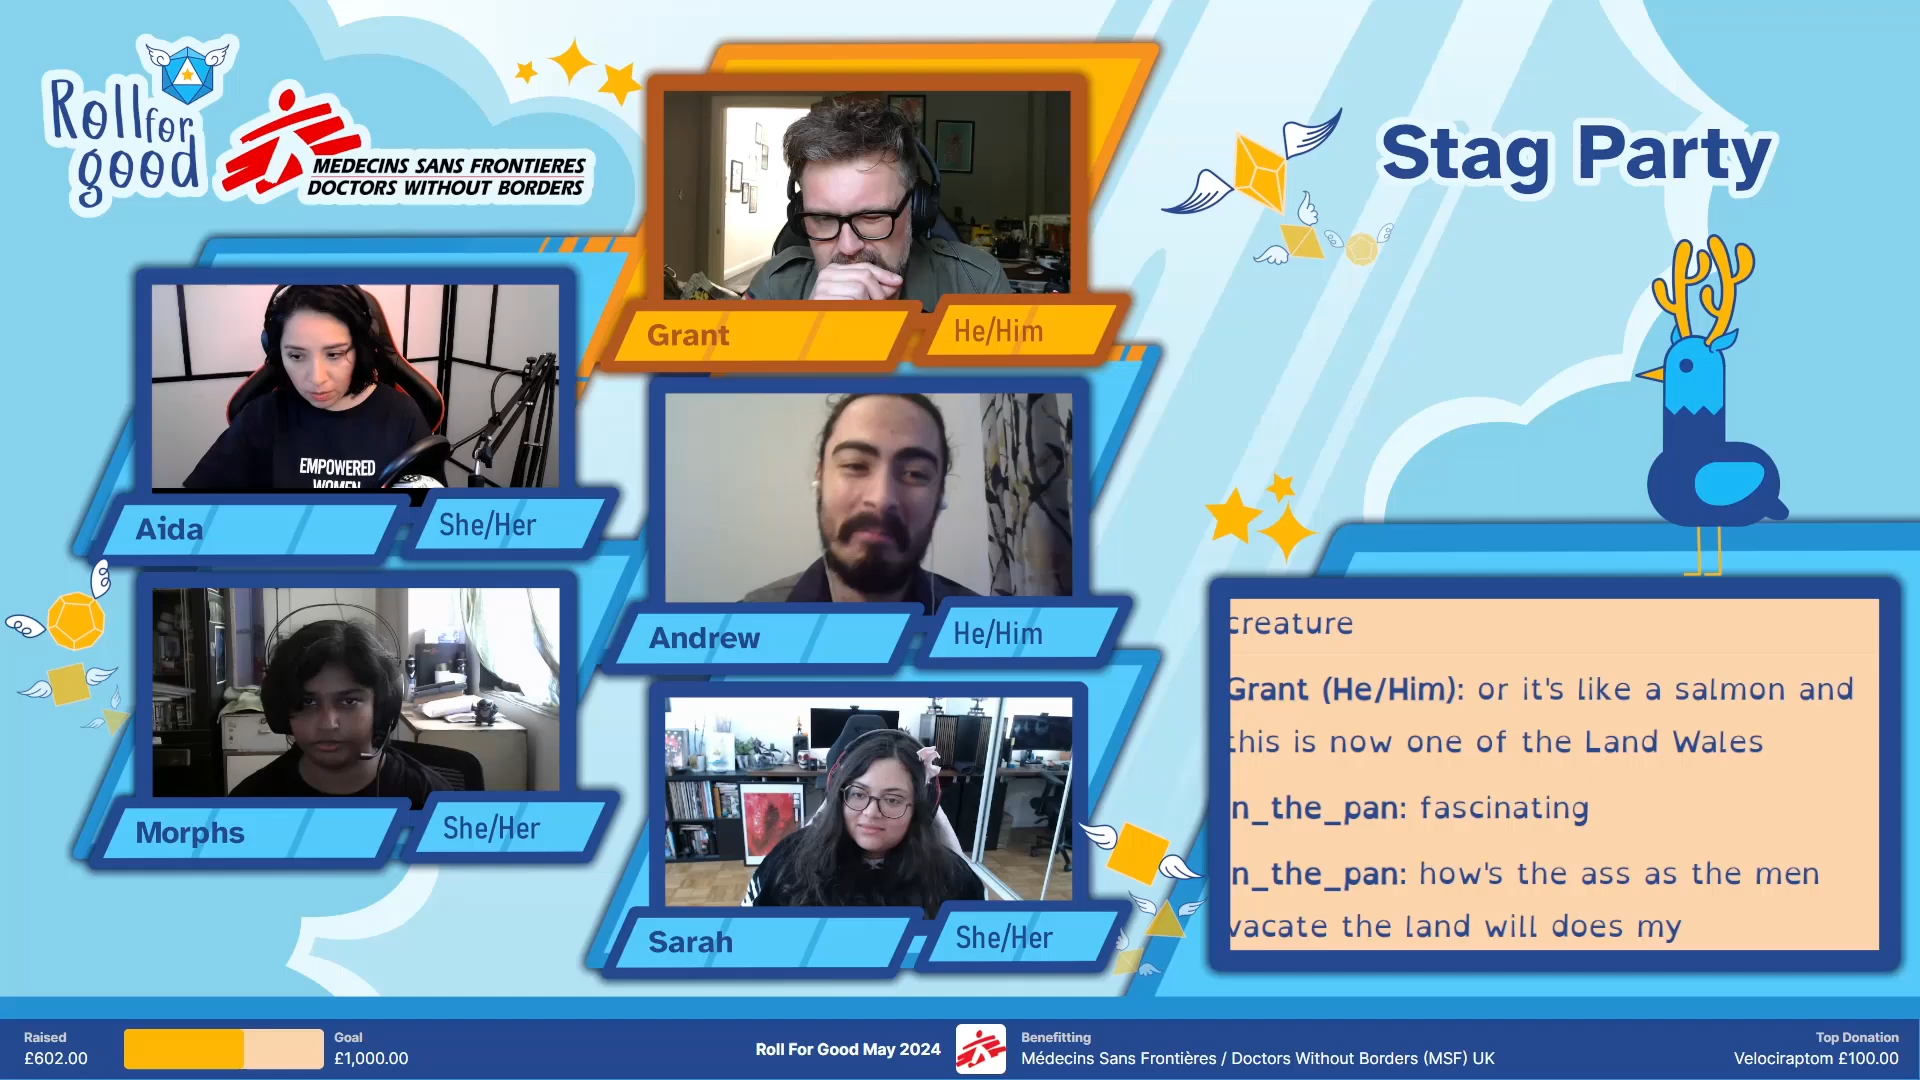 Roll for
good
MEDECINS SANS FRONTIERES
DOCTORS WITHOUT BORDERS
Stag Party
Grant
He/Him
EMPOWERED
WOMEN
Aida
She/Her
Andrew
He/Him
Morphs
She/Her
Sarah
She/Her
creature
Grant (He/Him): or it's like a salmon and
this is now one of the Land Wales
n_the_pan: fascinating
n_the_pan: how's the ass as the men
vacate the land will does my
Raised
£602.00
Goal
£1,000.00
Roll For Good May 2024
Benefitting
Médecins Sans Frontières / Doctors Without Borders (MSF) UK
Top Donation
Velociraptom £100.00